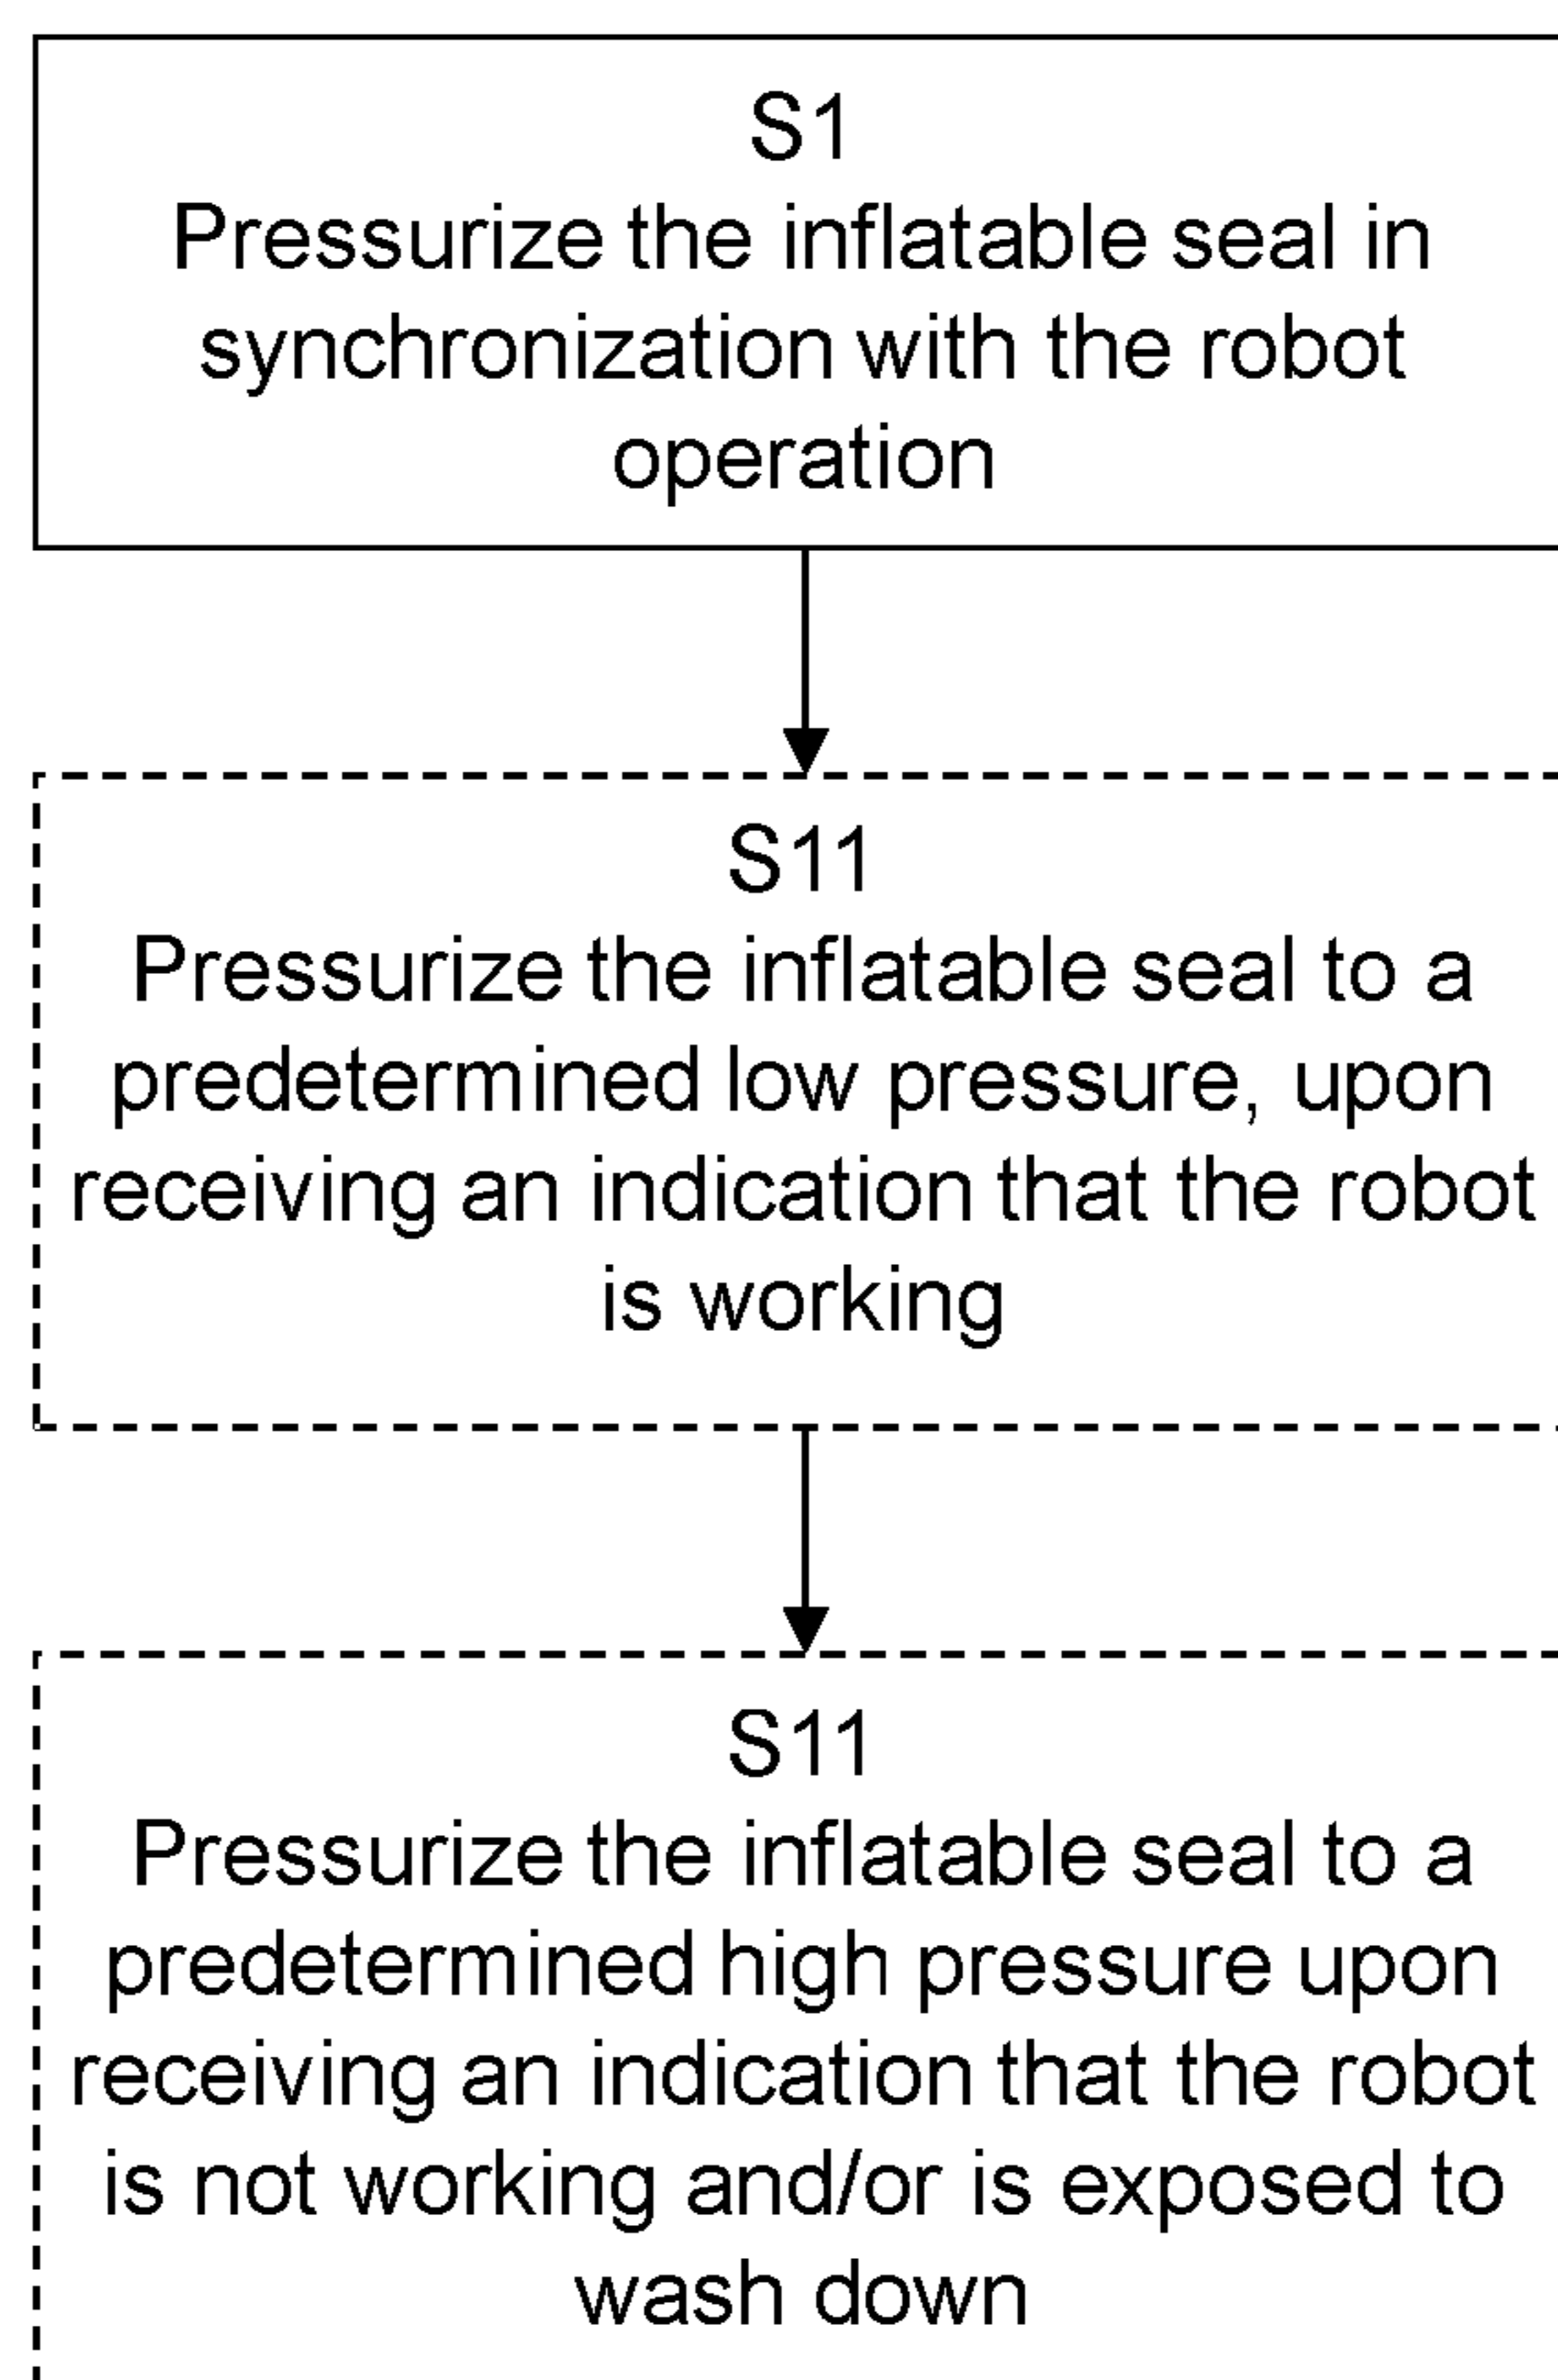 S1
Pressurize the inflatable seal in
synchronization with the robot
operation
S11
Pressurize the inflatable seal to a
predetermined low pressure, upon
receiving an indication that the robot
is working
S11
Pressurize the inflatable seal to a
predetermined high pressure upon
receiving an indication that the robot
is not working and/or is exposed to
wash down